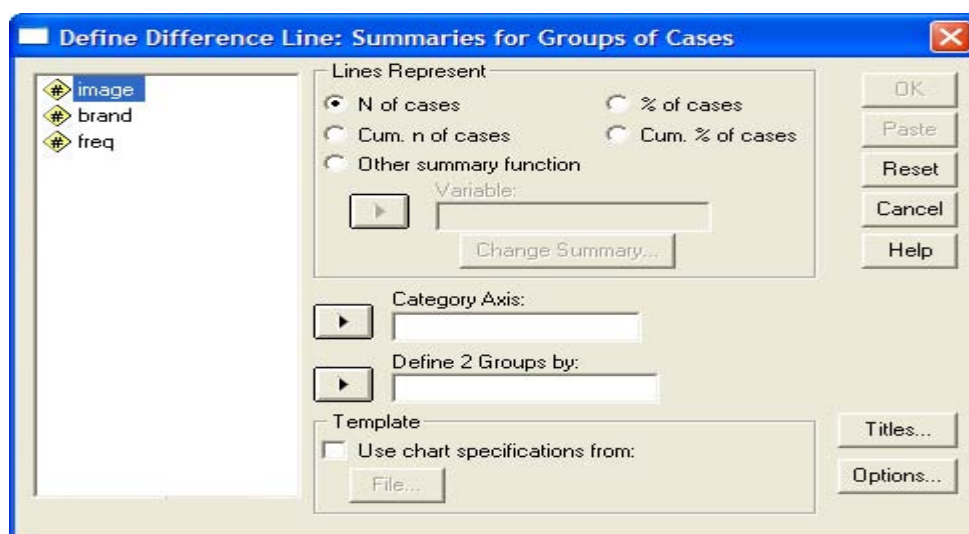 Define Difference Line: Summaries for Groups of Cases
image
brand
freq
Lines Represent
N of cases
% of cases
Cum. n of cases
Cum. % of cases
Other summary function
Variable:
Change Summary...
Category Axis:
Define 2 Groups by:
Template
Use chart specifications from:
File...
OK
Paste
Reset
Cancel
Help
Titles...
Options...